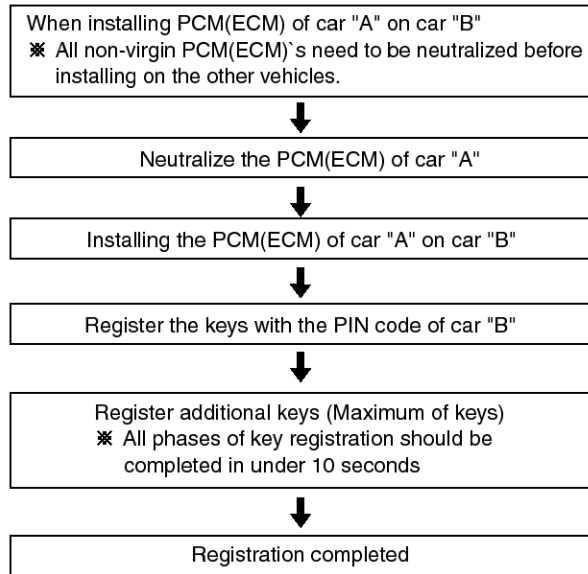 When installing PCM(ECM) of car "A" on car "B"
※ All non-virgin PCM(ECM)`s need to be neutralized before
installing on the other vehicles.
Neutralize the PCM(ECM) of car "A"
Installing the PCM(ECM) of car "A" on car "B"
Register the keys with the PIN code of car "B"
Register additional keys (Maximum of keys)
※ All phases of key registration should be
completed in under 10 seconds
Registration completed